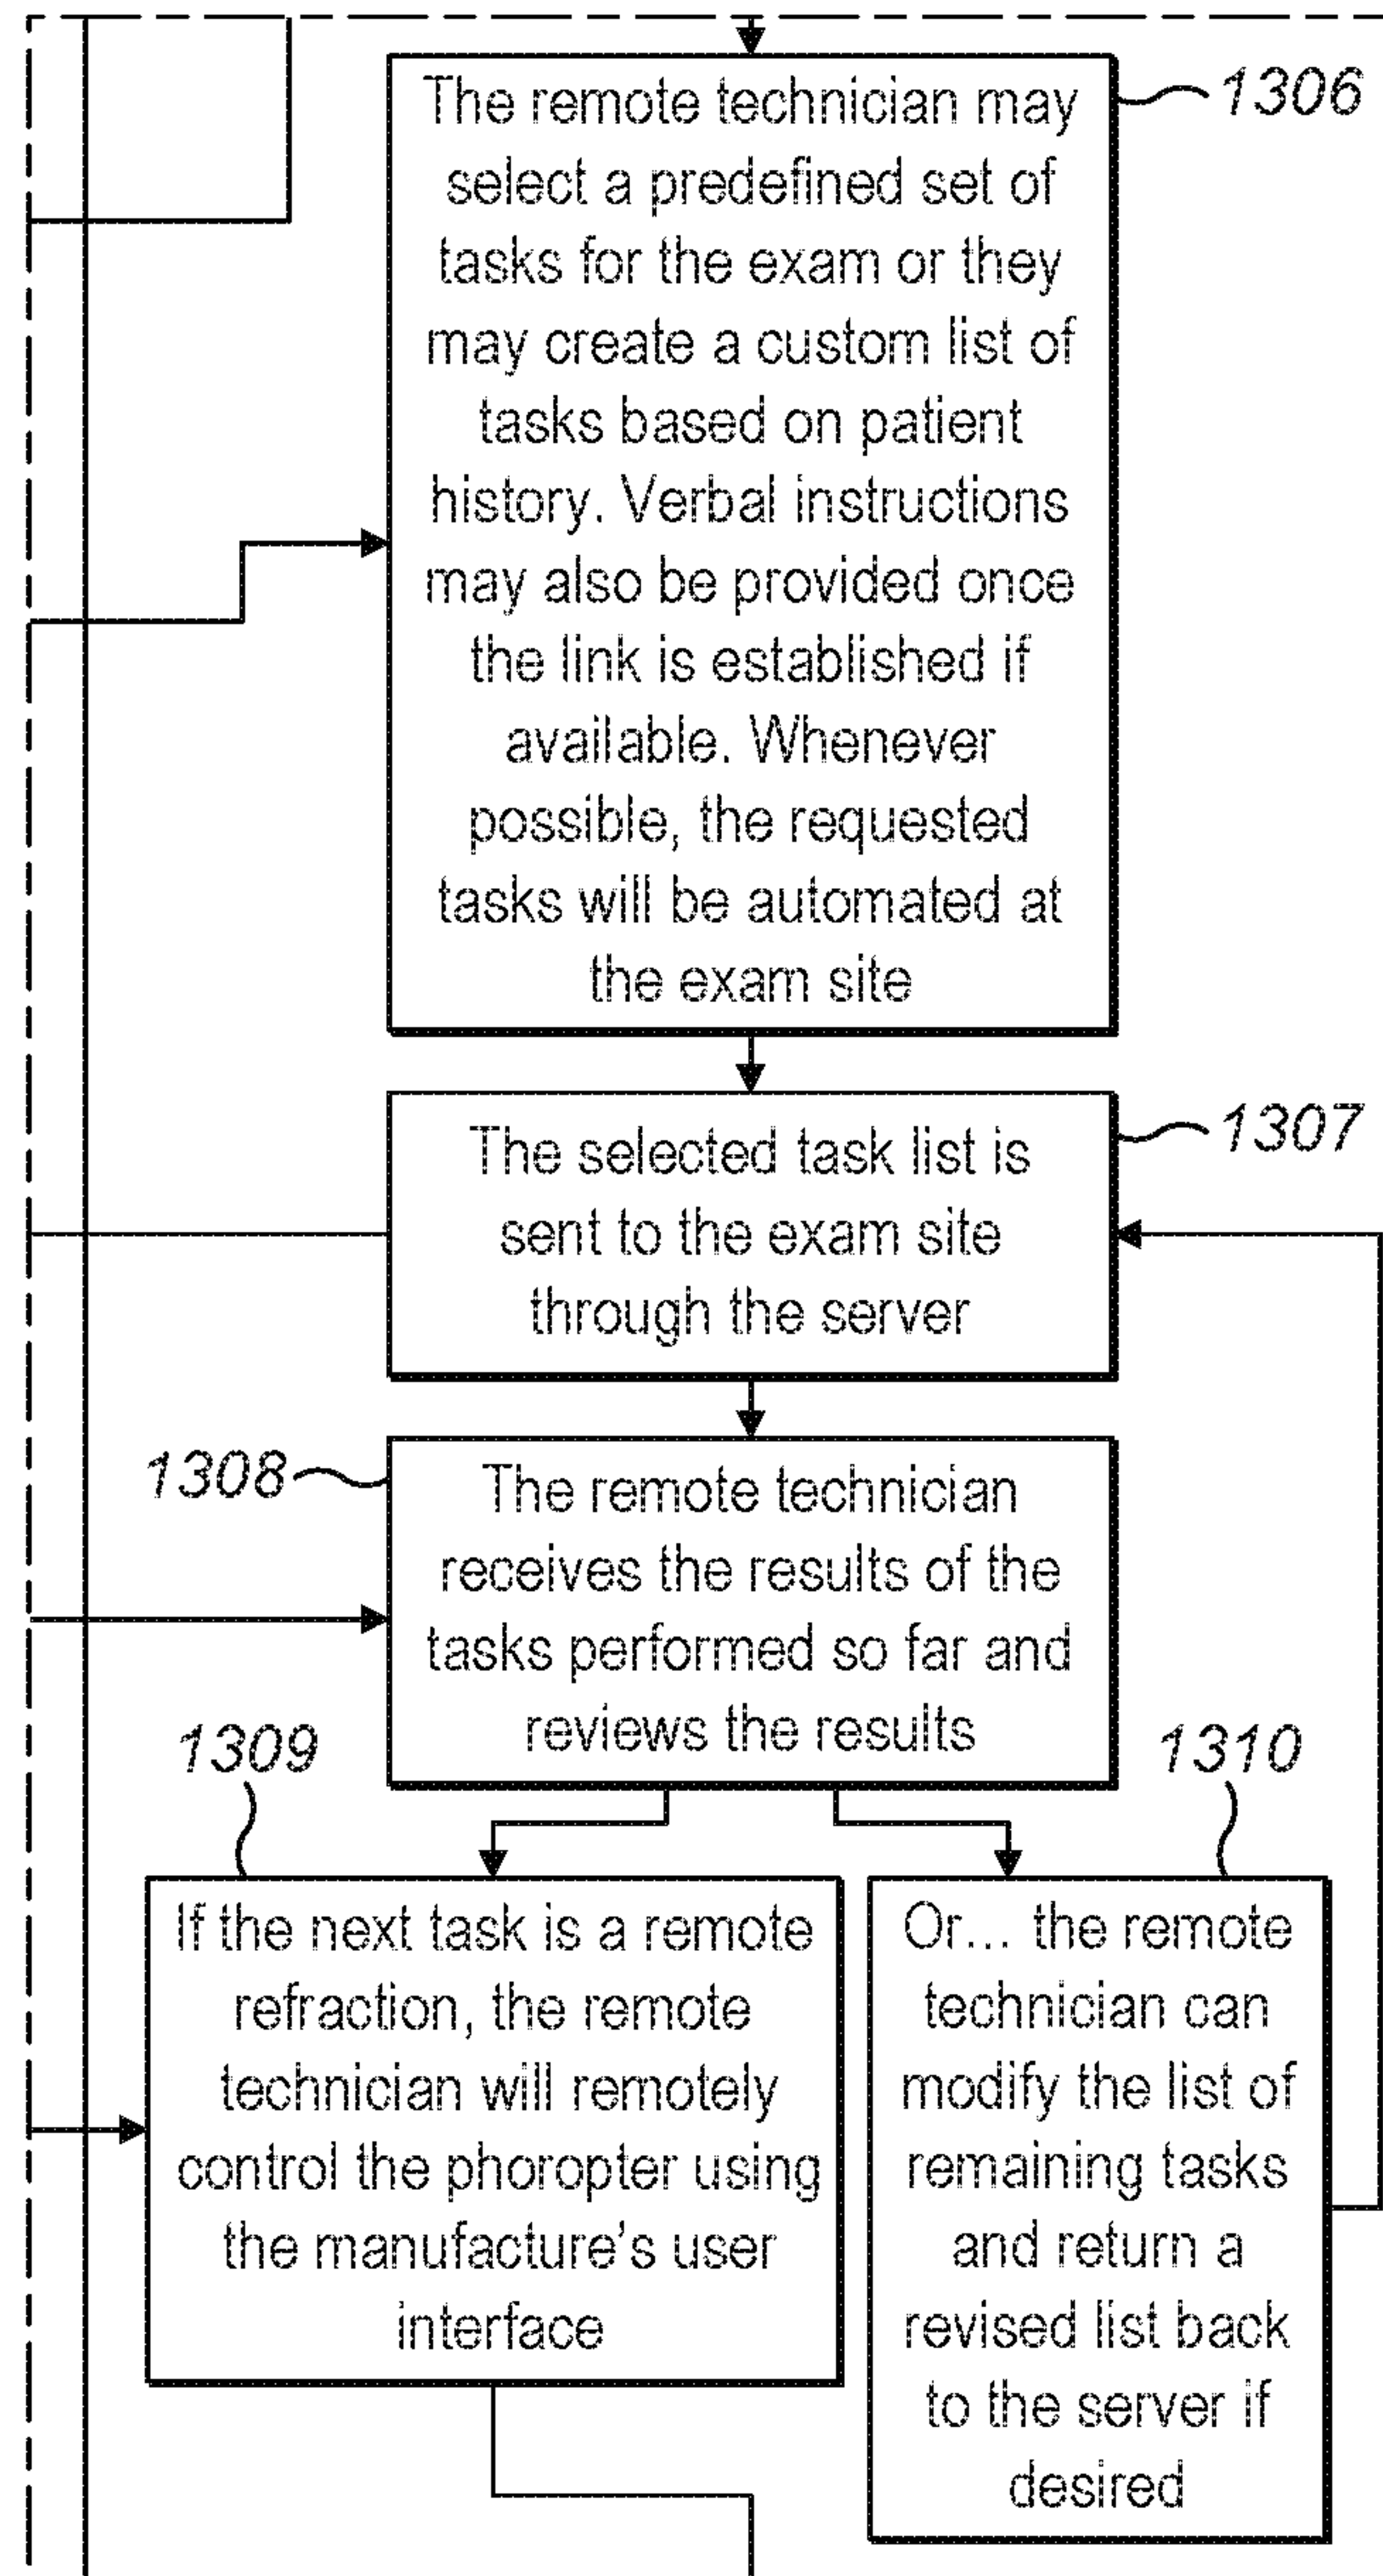 The remote technician may
1306
select a predefined set of
tasks for the exam or they
may create a custom list of
tasks based on patient
history. Verbal instructions
may also be provided once
the link is established if
available. Whenever
possible, the requested
tasks will be automated at
the exam site
The selected task list is
1307
sent to the exam site
through the server
1308
The remote technician
receives the results of the
tasks performed so far and
reviews the results
1309
If the next task is a remote
refraction, the remote
technician will remotely
control the phoropter using
the manufacture's user
interface
1310
Or... the remote
technician can
modify the list of
remaining tasks
and return a
revised list back
to the server if
desired